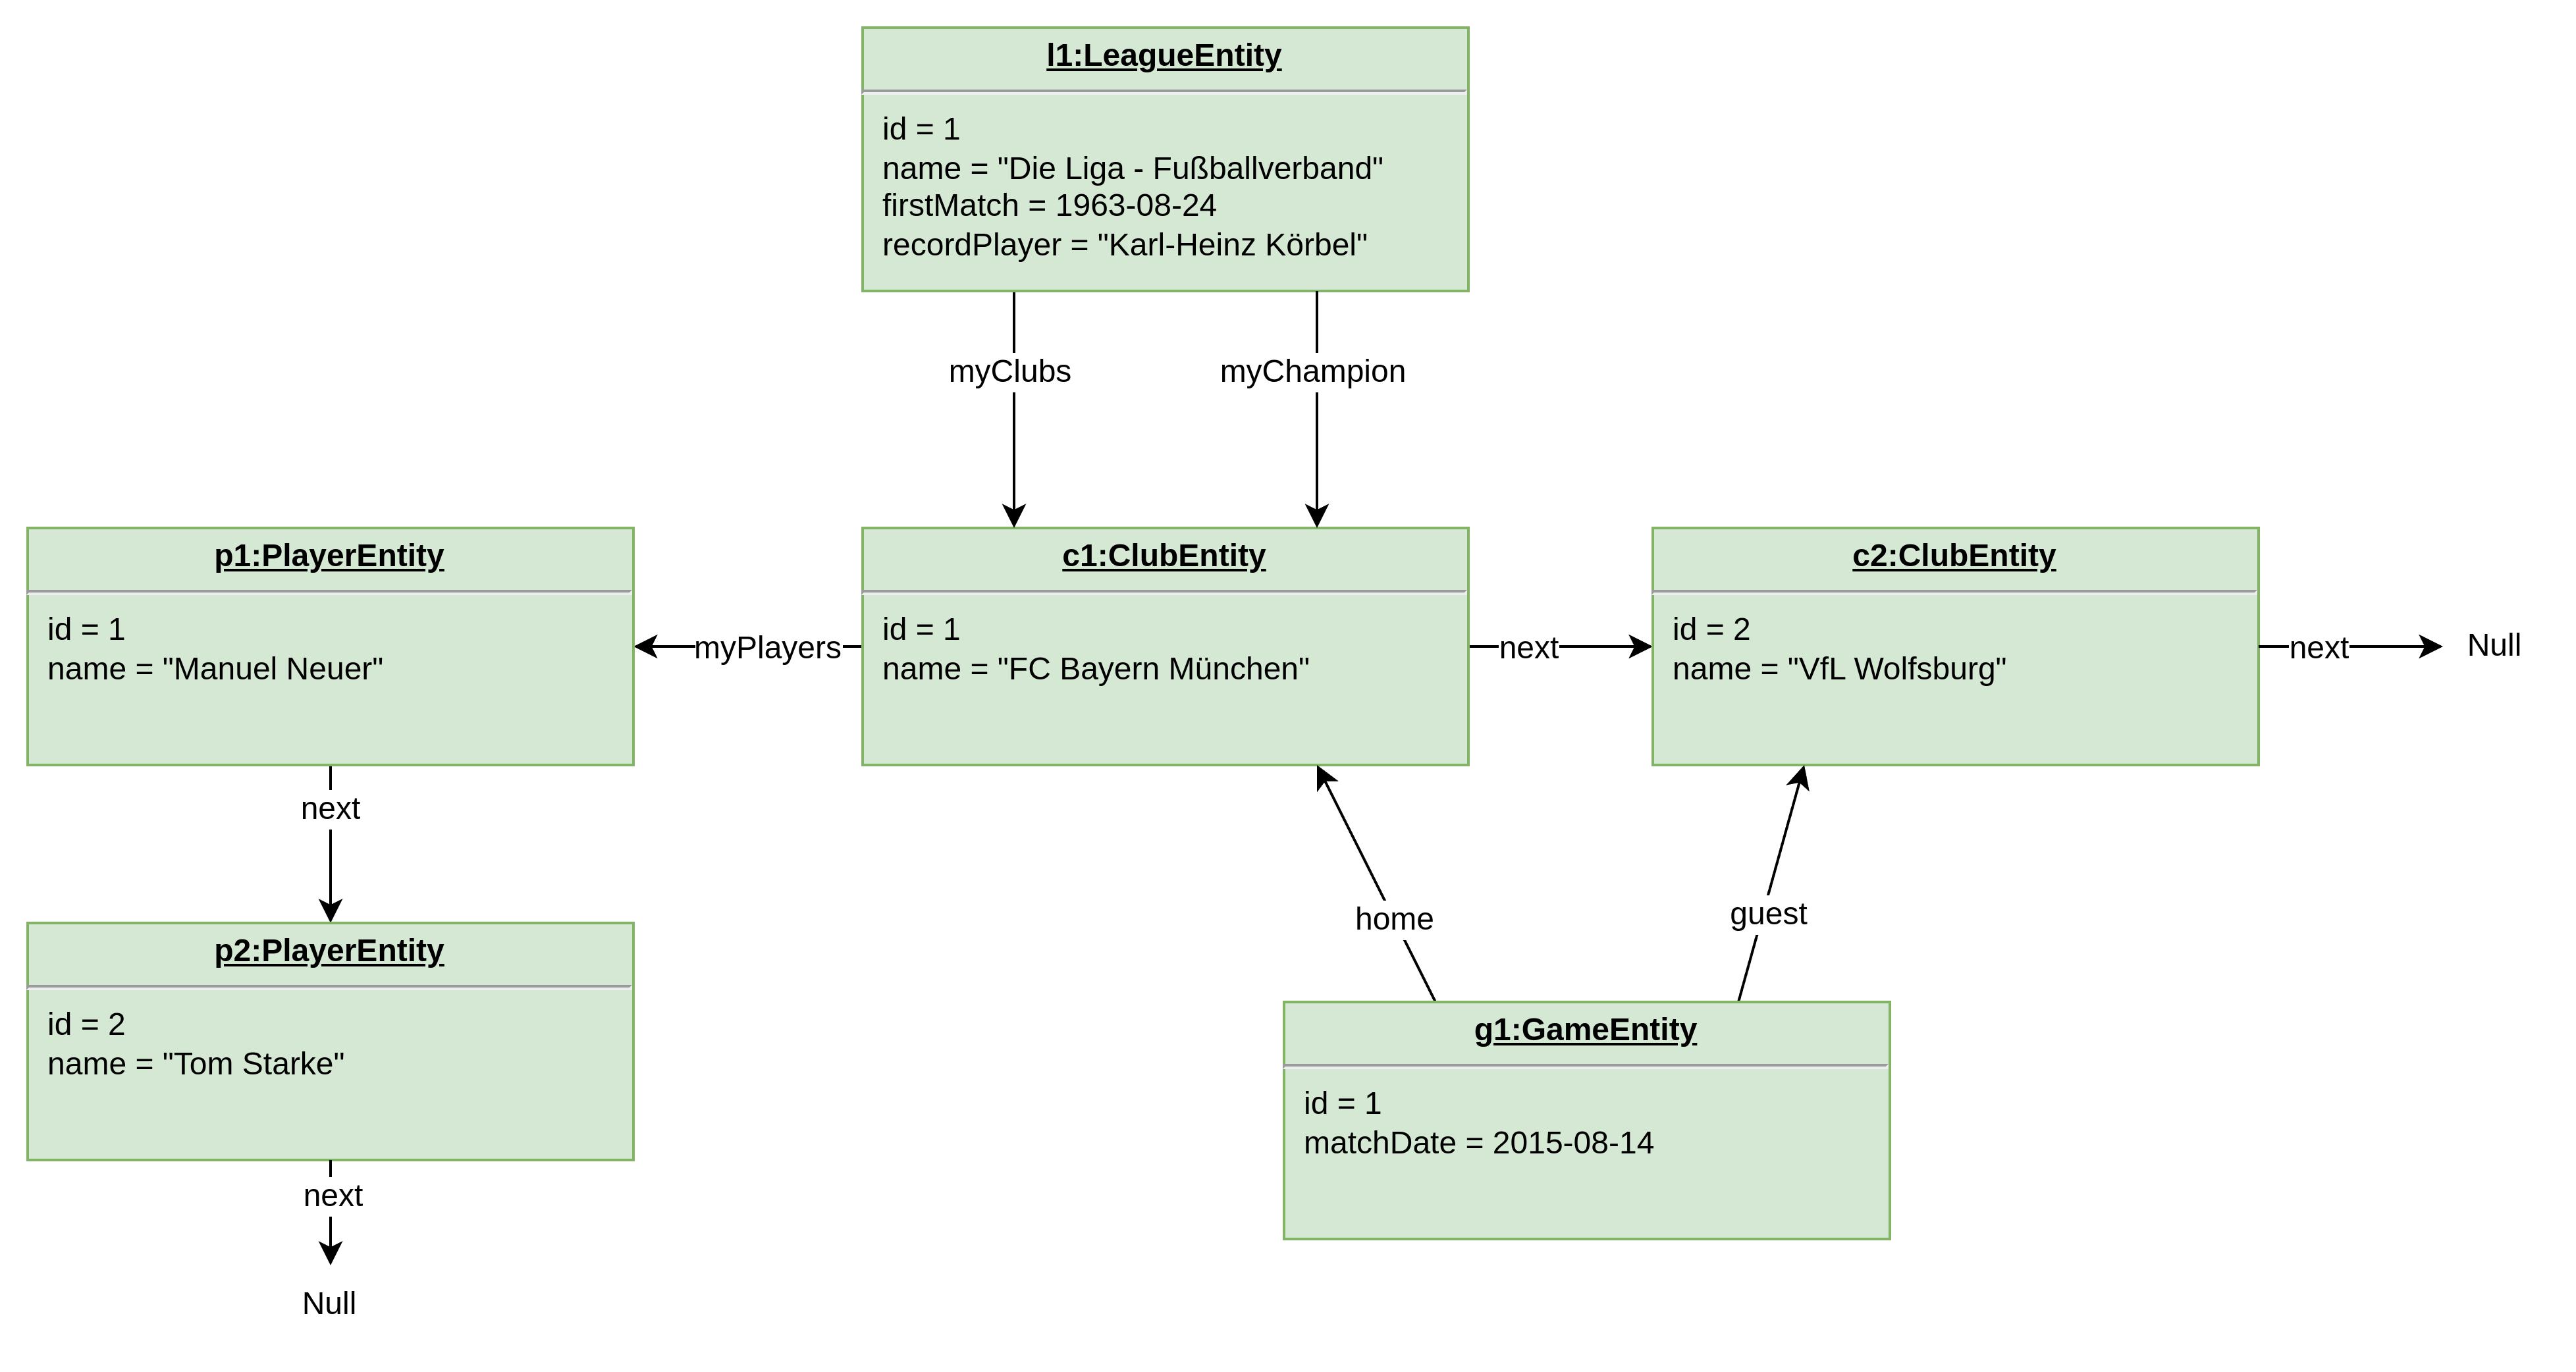 l1:LeagueEntity
id = 1
name = "Die Liga - Fußballverband"
firstMatch = 1963-08-24
recordPlayer = "Karl-Heinz Körbel"
myClubs
myChampion
p1:PlayerEntity
id = 1
name = "Manuel Neuer"
myPlayers
c1:ClubEntity
id = 1
name = "FC Bayern München"
next
c2:ClubEntity
id = 2
name = "VfL Wolfsburg"
next
Null
next
home
guest
p2:PlayerEntity
id = 2
name = "Tom Starke"
g1:GameEntity
id = 1
matchDate = 2015-08-14
next
Null